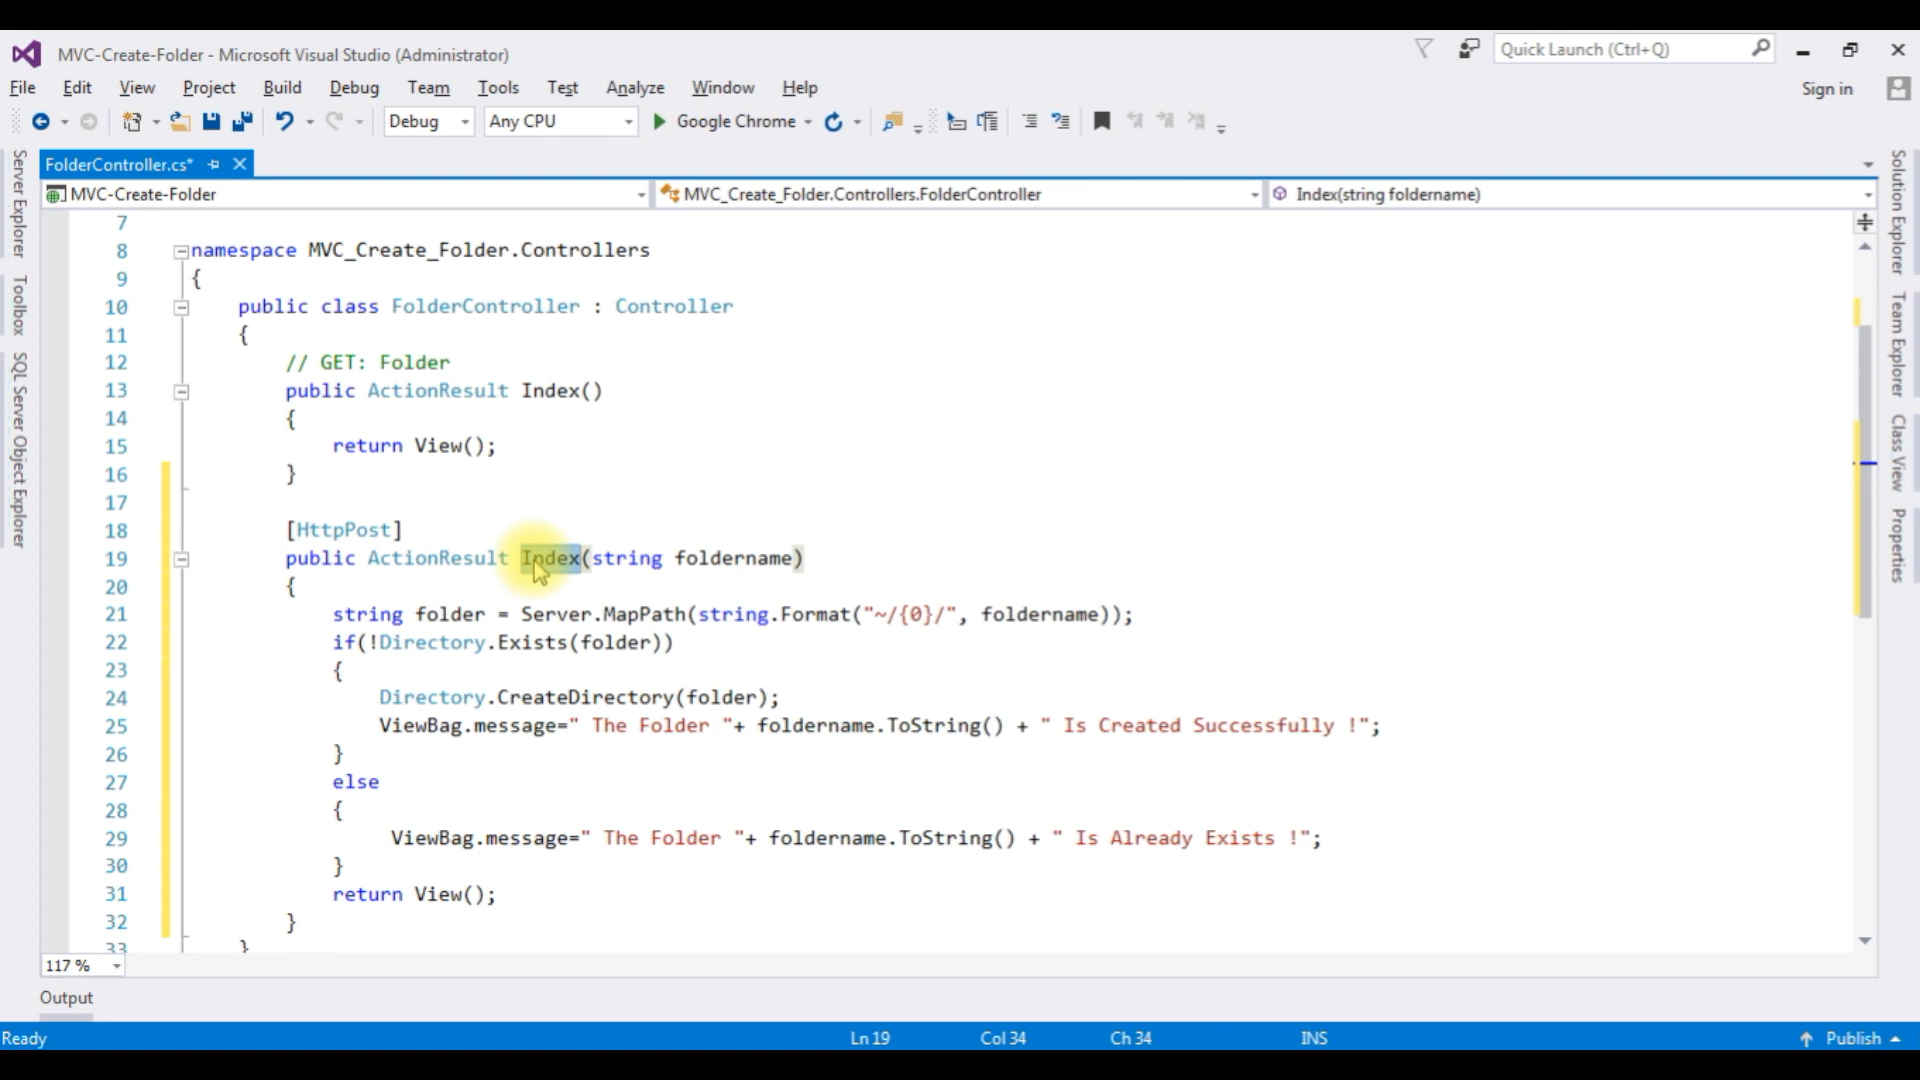 MVC-Create-Folder - Microsoft Visual Studio (Administrator)
Quick Launch (Ctrl+Q)
File Edit View Project Build Debug Team Tools Test Analyze Window Help
Sign in
Debug Any CPU Google Chrome
FolderController.cs*
MVC-Create-Folder MVC_Create_Folder.Controllers.FolderController Index(string foldername)
Server Explorer
Toolbox
SQL Server Object Explorer
7
8 namespace MVC_Create_Folder.Controllers
9 {
10 public class FolderController : Controller
11 {
12 // GET: Folder
13 public ActionResult Index()
14 {
15 return View();
16 }
17
18 [HttpPost]
19 public ActionResult Index(string foldername)
20 {
21 string folder = Server.MapPath(string.Format("~/{0}/", foldername));
22 if(!Directory.Exists(folder))
23 {
24 Directory.CreateDirectory(folder);
25 ViewBag.message=" The Folder "+ foldername.ToString() + " Is Created Successfully !";
26 }
27 else
28 {
29 ViewBag.message=" The Folder "+ foldername.ToString() + " Is Already Exists !";
30 }
31 return View();
32 }
33 }
Solution Explorer
Team Explorer
Class View
Properties
117 %
Output
Ready Ln 19 Col 34 Ch 34 INS Publish